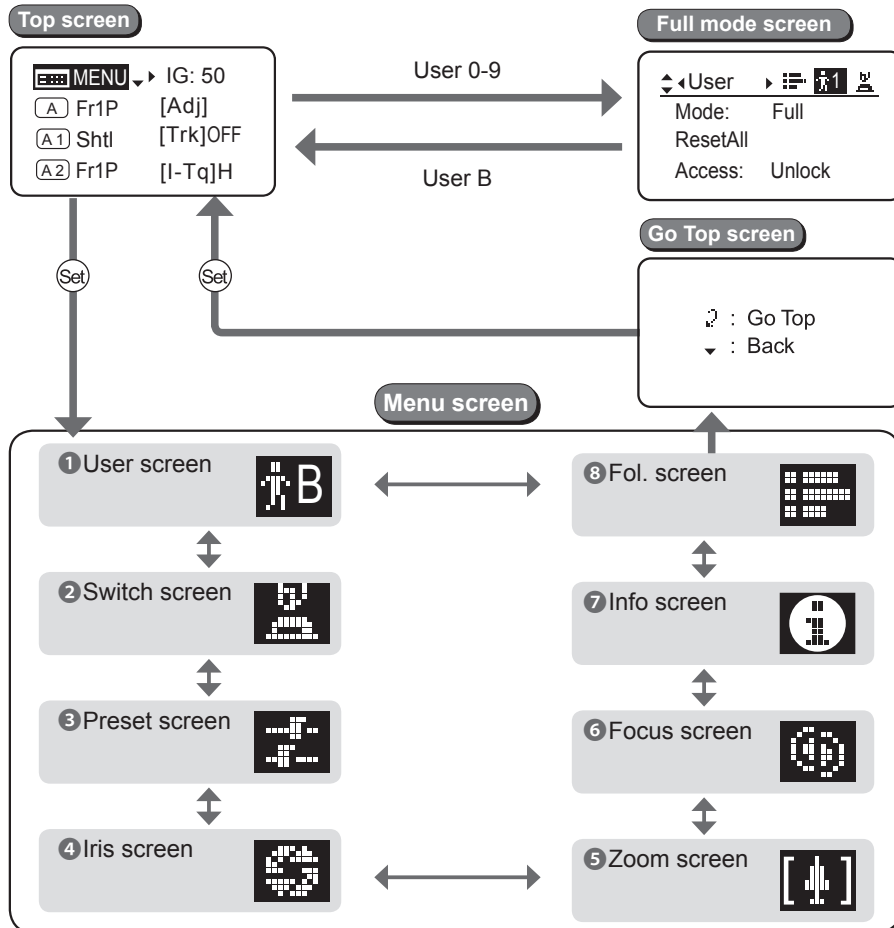 Top screen
MENU IG: 50
A Fr1P [Adj]
A1 Shtl [Trk]OFF
A2 Fr1P [I-Tq]H
User 0-9
User B
Full mode screen
User 1
Mode: Full
ResetAll
Access: Unlock
Set
Set
Go Top screen
: Go Top
: Back
Menu screen
❶User screen
B
❷Switch screen
❸Preset screen
❹Iris screen
❽Fol. screen
❼Info screen
❻Focus screen
❺Zoom screen